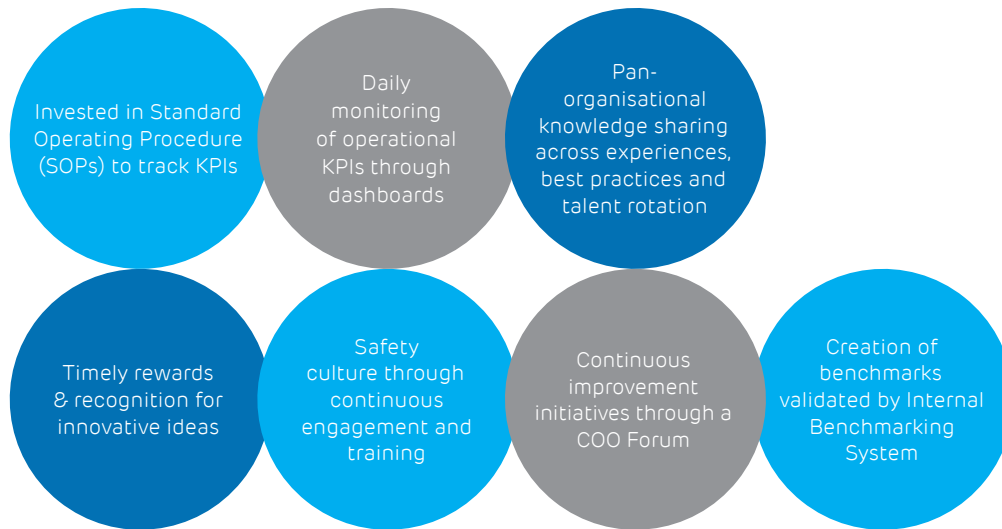 Invested in Standard
Operating Procedure
(SOPs) to track KPIs
Daily
monitoring
of operational
KPIs through
dashboards
Pan-
organisational
knowledge sharing
across experiences,
best practices and
talent rotation
Timely rewards
& recognition for
innovative ideas
Safety
culture through
continuous
engagement and
training
Continuous
improvement
initiatives through a
COO Forum
Creation of
benchmarks
validated by Internal
Benchmarking
System